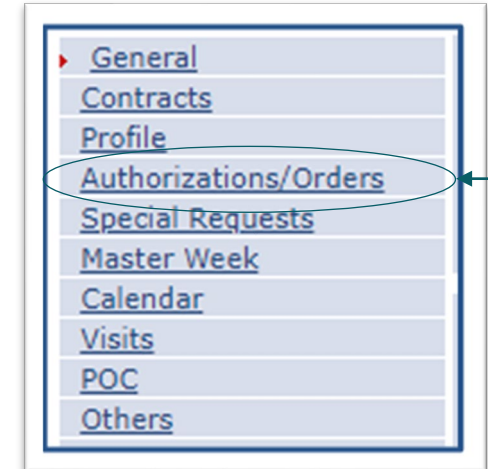 General
Contracts
Profile
Authorizations/Orders
Special Requests
Master Week
Calendar
Visits
POC
Others